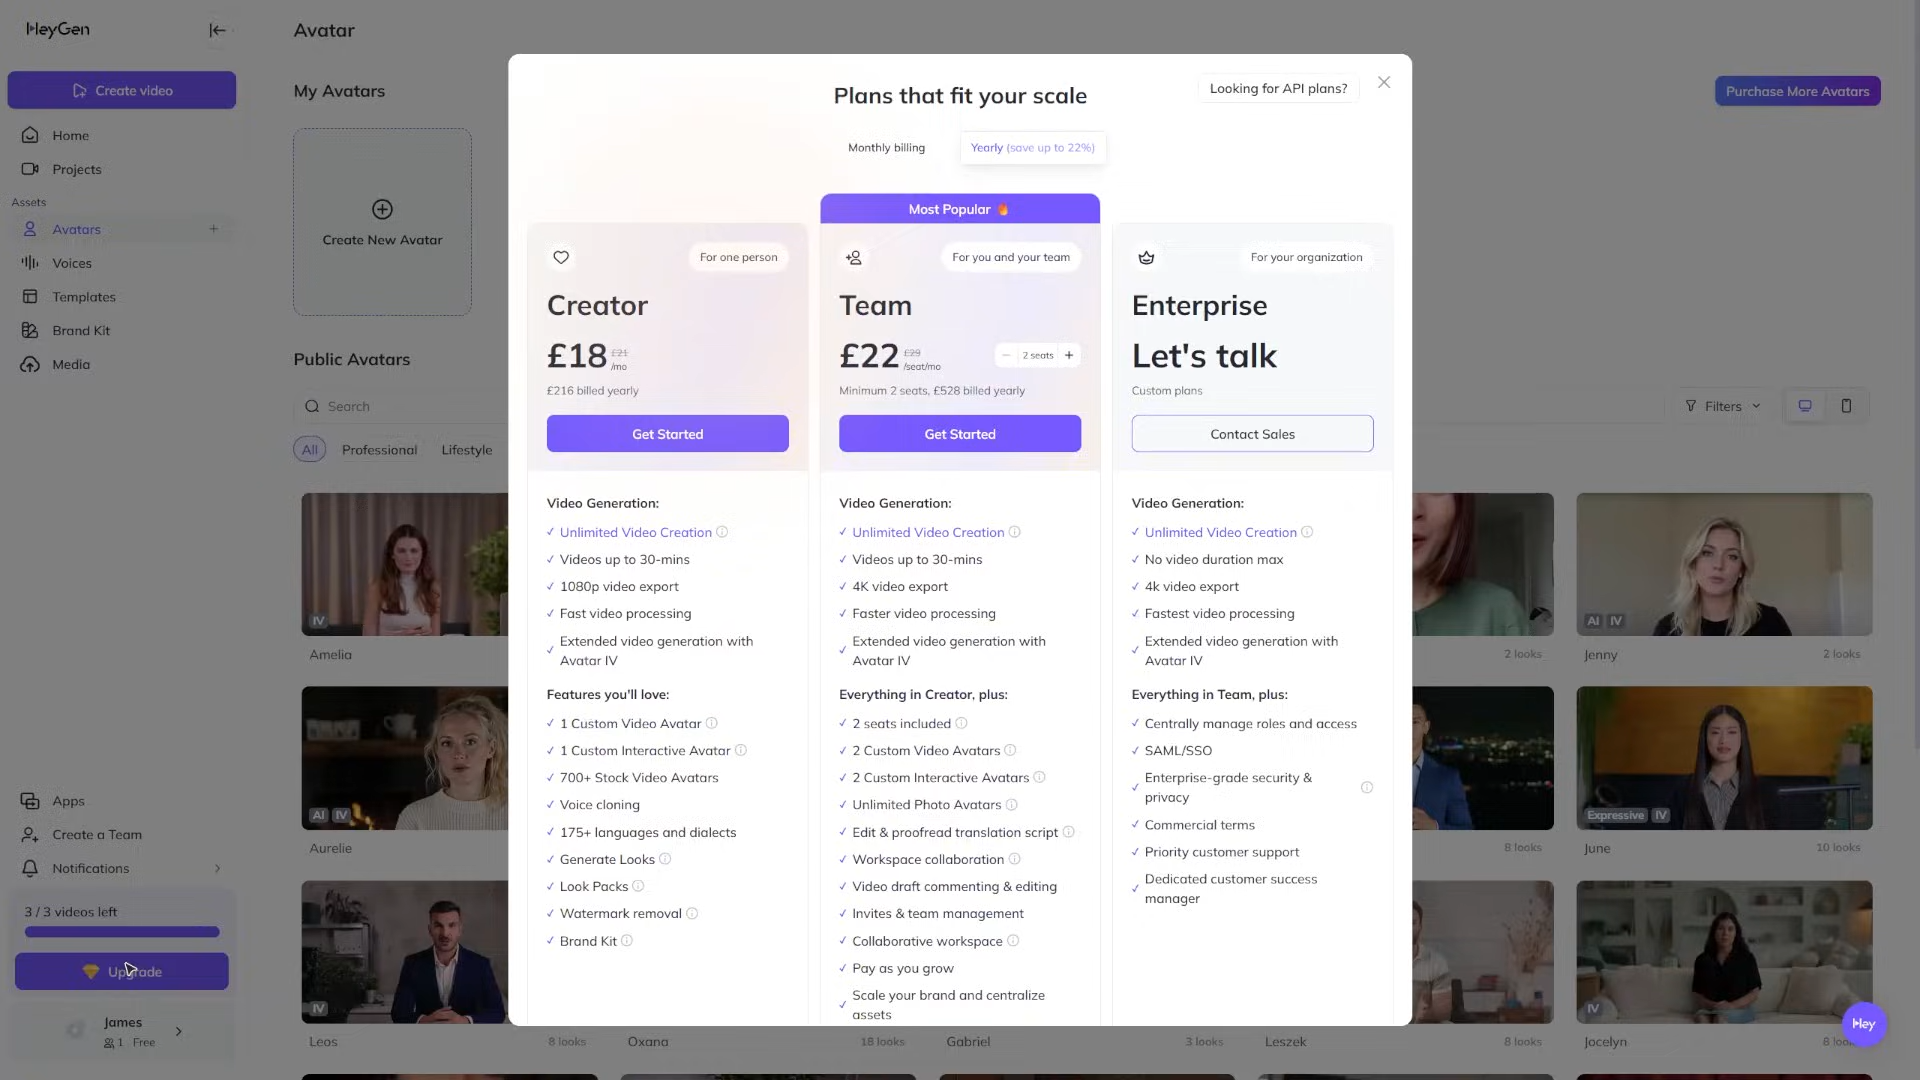 HeyGen
Create video
Home
Projects
Assets
Avatars
Voices
Templates
Brand Kit
Media
Apps
Create a Team
Notifications
3 / 3 videos left
Upgrade
James
1 Free
Avatar
My Avatars
Purchase More Avatars
Create New Avatar
Public Avatars
Search
Filters
All
Professional
Lifestyle
IV
Amelia
2 looks
AI IV
Jenny
2 looks
AI IV
Aurelie
8 looks
Expressive IV
June
10 looks
IV
Leos
8 looks
Oxana
18 looks
Gabriel
3 looks
Leszek
8 looks
IV
Jocelyn
Hey
Plans that fit your scale
Looking for API plans?
Monthly billing
Yearly (save up to 22%)
For one person
Creator
£18 £21 /mo
£216 billed yearly
Get Started
Video Generation:
Unlimited Video Creation
Videos up to 30-mins
1080p video export
Fast video processing
Extended video generation with
Avatar IV
Features you'll love:
1 Custom Video Avatar
1 Custom Interactive Avatar
700+ Stock Video Avatars
Voice cloning
175+ languages and dialects
Generate Looks
Look Packs
Watermark removal
Brand Kit
Most Popular
For you and your team
Team
£22 £29 /seat/mo
2 seats
Minimum 2 seats, £528 billed yearly
Get Started
Video Generation:
Unlimited Video Creation
Videos up to 30-mins
4K video export
Faster video processing
Extended video generation with
Avatar IV
Everything in Creator, plus:
2 seats included
2 Custom Video Avatars
2 Custom Interactive Avatars
Unlimited Photo Avatars
Edit & proofread translation script
Workspace collaboration
Video draft commenting & editing
Invites & team management
Collaborative workspace
Pay as you grow
Scale your brand and centralize
assets
For your organization
Enterprise
Let's talk
Custom plans
Contact Sales
Video Generation:
Unlimited Video Creation
No video duration max
4k video export
Fastest video processing
Extended video generation with
Avatar IV
Everything in Team, plus:
Centrally manage roles and access
SAML/SSO
Enterprise-grade security &
privacy
Commercial terms
Priority customer support
Dedicated customer success
manager